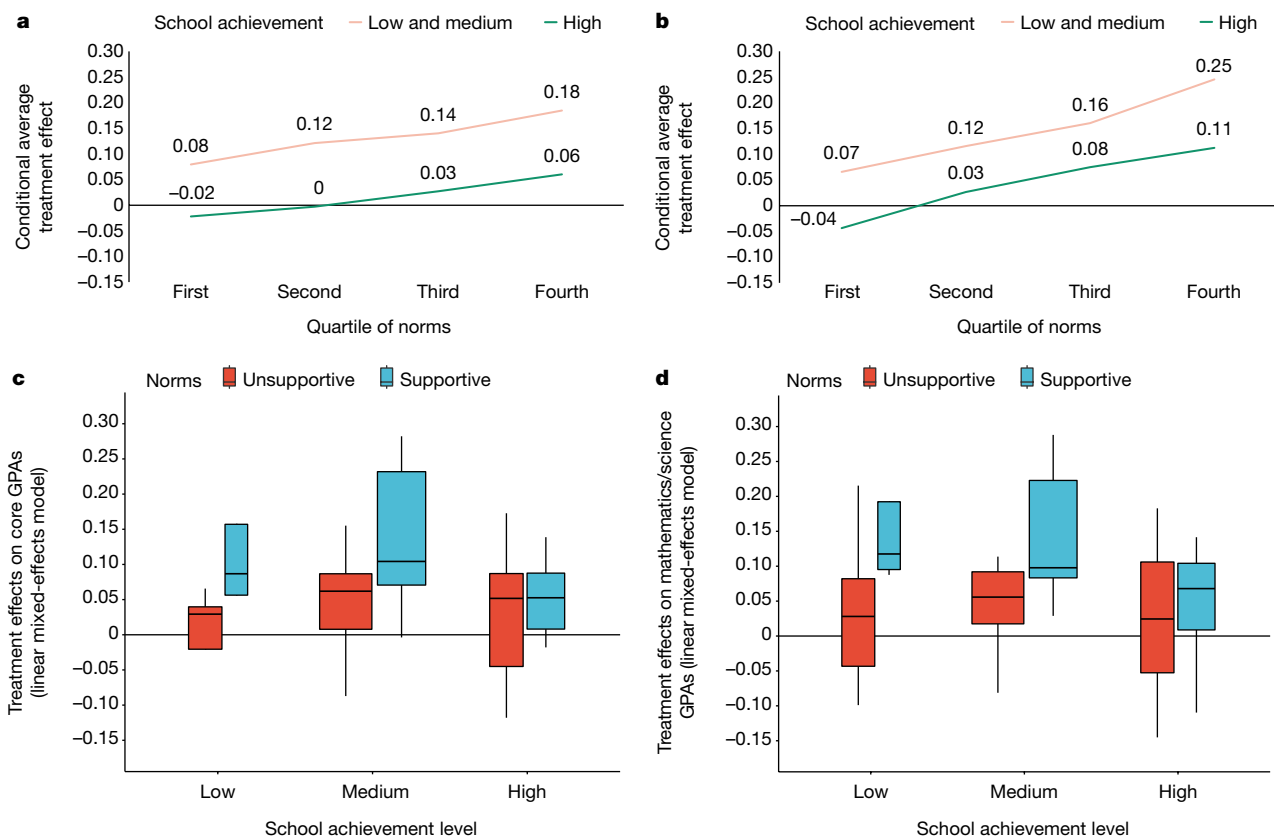 a
School achievement Low and medium High
0.30
0.25
0.20
0.15
0.10
0.05
0
−0.05
−0.10
−0.15
Conditional average
treatment effect
0.08
0.12
0.14
0.18
−0.02
0
0.03
0.06
First Second Third Fourth
Quartile of norms
b
School achievement Low and medium High
0.30
0.25
0.20
0.15
0.10
0.05
0
−0.05
−0.10
−0.15
Conditional average
treatment effect
0.07
0.12
0.16
0.25
−0.04
0.03
0.08
0.11
First Second Third Fourth
Quartile of norms
c
Norms Unsupportive Supportive
0.30
0.25
0.20
0.15
0.10
0.05
0
−0.05
−0.10
−0.15
Treatment effects on core GPAs
(linear mixed-effects model)
Low Medium High
School achievement level
d
Norms Unsupportive Supportive
0.30
0.25
0.20
0.15
0.10
0.05
0
−0.05
−0.10
−0.15
Treatment effects on mathematics/science
GPAs (linear mixed-effects model)
Low Medium High
School achievement level